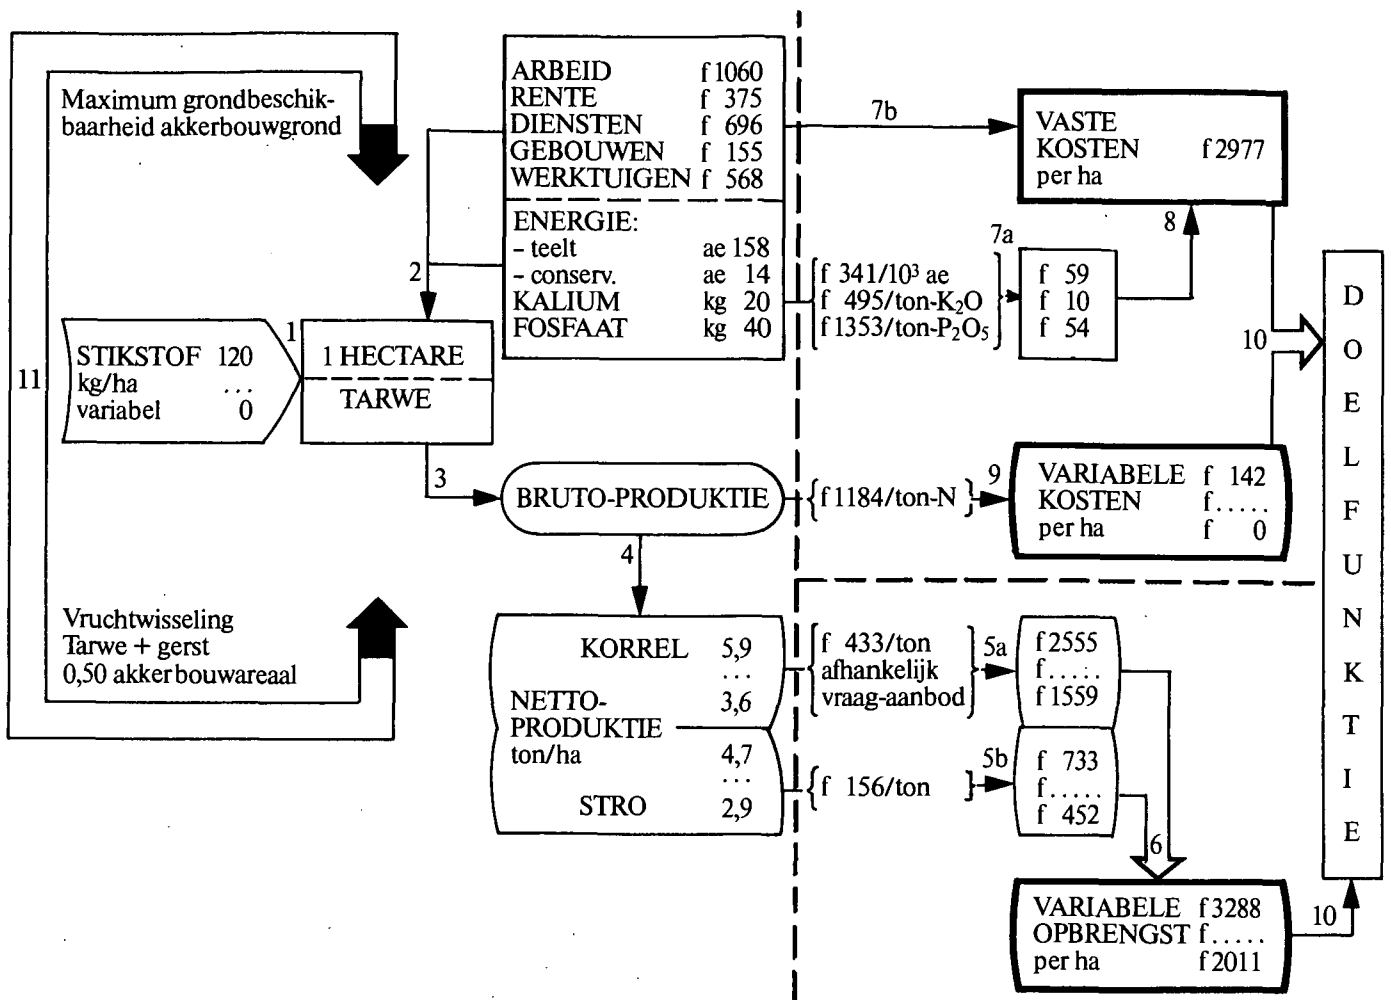 Maximum grondbeschik-
baarheid akkerbouwgrond
11
ARBEID f 1060
RENTE f 375
DIENSTEN f 696
GEBOUWEN f 155
WERKTUIGEN f 568
ENERGIE:
– teelt ae 158
– conserv. ae 14
KALIUM kg 20
FOSFAAT kg 40
7b
VASTE
KOSTEN f 2977
per ha
8
7a
{ f 341/10³ ae
f 495/ton-K₂O
f 1353/ton-P₂O₅ }
f 59
f 10
f 54
2
1
STIKSTOF 120
kg/ha ...
variabel 0
1 HECTARE
TARWE
3
BRUTO-PRODUKTIE
{ f 1184/ton-N }
9
VARIABELE f 142
KOSTEN f.....
per ha f 0
10
DOELFUNKTIE
4
Vruchtwisseling
Tarwe + gerst
0,50 akkerbouwareaal
KORREL 5,9
...
NETTO- 3,6
PRODUKTIE
ton/ha 4,7
...
STRO 2,9
{ f 433/ton
afhankelijk
vraag-aanbod }
5a
f 2555
f.....
f 1559
{ f 156/ton }
5b
f 733
f.....
f 452
6
VARIABELE f 3288
OPBRENGST f.....
per ha f 2011
10